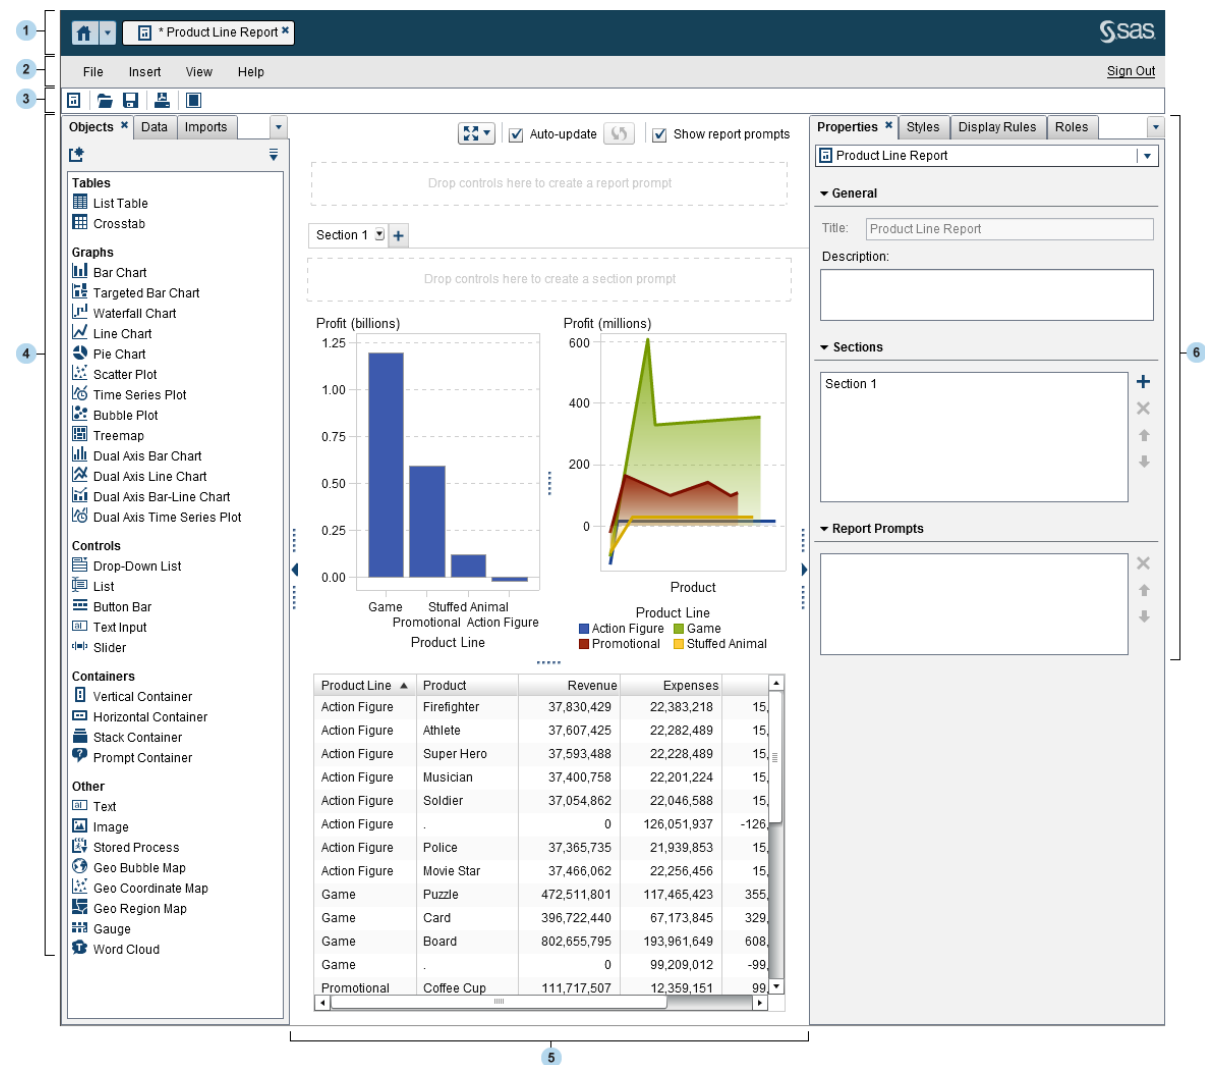 1
* Product Line Report
sas
2
File Insert View Help
Sign Out
3
4
Objects Data Imports
Tables
List Table
Crosstab
Graphs
Bar Chart
Targeted Bar Chart
Waterfall Chart
Line Chart
Pie Chart
Scatter Plot
Time Series Plot
Bubble Plot
Treemap
Dual Axis Bar Chart
Dual Axis Line Chart
Dual Axis Bar-Line Chart
Dual Axis Time Series Plot
Controls
Drop-Down List
List
Button Bar
Text Input
Slider
Containers
Vertical Container
Horizontal Container
Stack Container
Prompt Container
Other
Text
Image
Stored Process
Geo Bubble Map
Geo Coordinate Map
Geo Region Map
Gauge
Word Cloud
Auto-update Show report prompts
Drop controls here to create a report prompt
Section 1
Drop controls here to create a section prompt
Profit (billions)
1.25
1.00
0.75
0.50
0.25
0.00
Game Stuffed Animal
Promotional Action Figure
Product Line
Profit (millions)
600
400
200
0
Product
Product Line
Action Figure Game
Promotional Stuffed Animal
Product Line Product Revenue Expenses
Action Figure Firefighter 37,830,429 22,383,218 15,
Action Figure Athlete 37,607,425 22,282,489 15,
Action Figure Super Hero 37,593,488 22,228,489 15,
Action Figure Musician 37,400,758 22,201,224 15,
Action Figure Soldier 37,054,862 22,046,588 15,
Action Figure . 0 126,051,937 -126,
Action Figure Police 37,365,735 21,939,853 15,
Action Figure Movie Star 37,466,062 22,256,456 15,
Game Puzzle 472,511,801 117,465,423 355,
Game Card 396,722,440 67,173,845 329,
Game Board 802,655,795 193,961,649 608,
Game . 0 99,209,012 -99,
Promotional Coffee Cup 111,717,507 12,359,151 99,
5
Properties Styles Display Rules Roles
Product Line Report
General
Title: Product Line Report
Description:
Sections
Section 1
Report Prompts
6